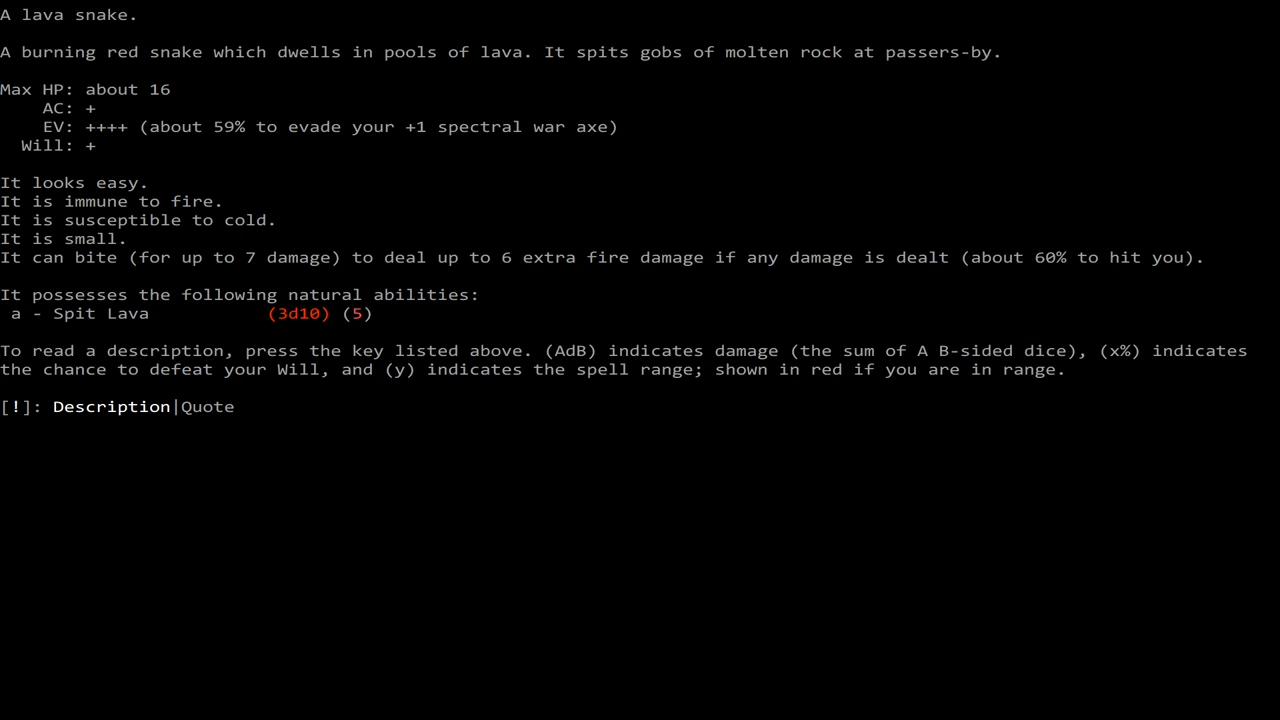 A lava snake.
A burning red snake which dwells in pools of lava. It spits gobs of molten rock at passers-by.
Max HP: about 16
AC: +
EV: ++++ (about 59% to evade your +1 spectral war axe)
Will: +
It looks easy.
It is immune to fire.
It is susceptible to cold.
It is small.
It can bite (for up to 7 damage) to deal up to 6 extra fire damage if any damage is dealt (about 60% to hit you).
It possesses the following natural abilities:
a - Spit Lava (3d10) (5)
To read a description, press the key listed above. (AdB) indicates damage (the sum of A B-sided dice), (x%) indicates
the chance to defeat your Will, and (y) indicates the spell range; shown in red if you are in range.
[!]: Description|Quote